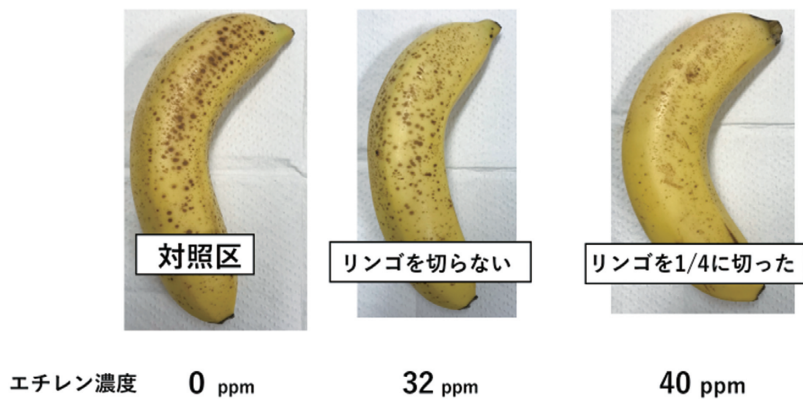 対照区
リンゴを切らない
リンゴを1/4に切った
エチレン濃度 0 ppm 32 ppm 40 ppm